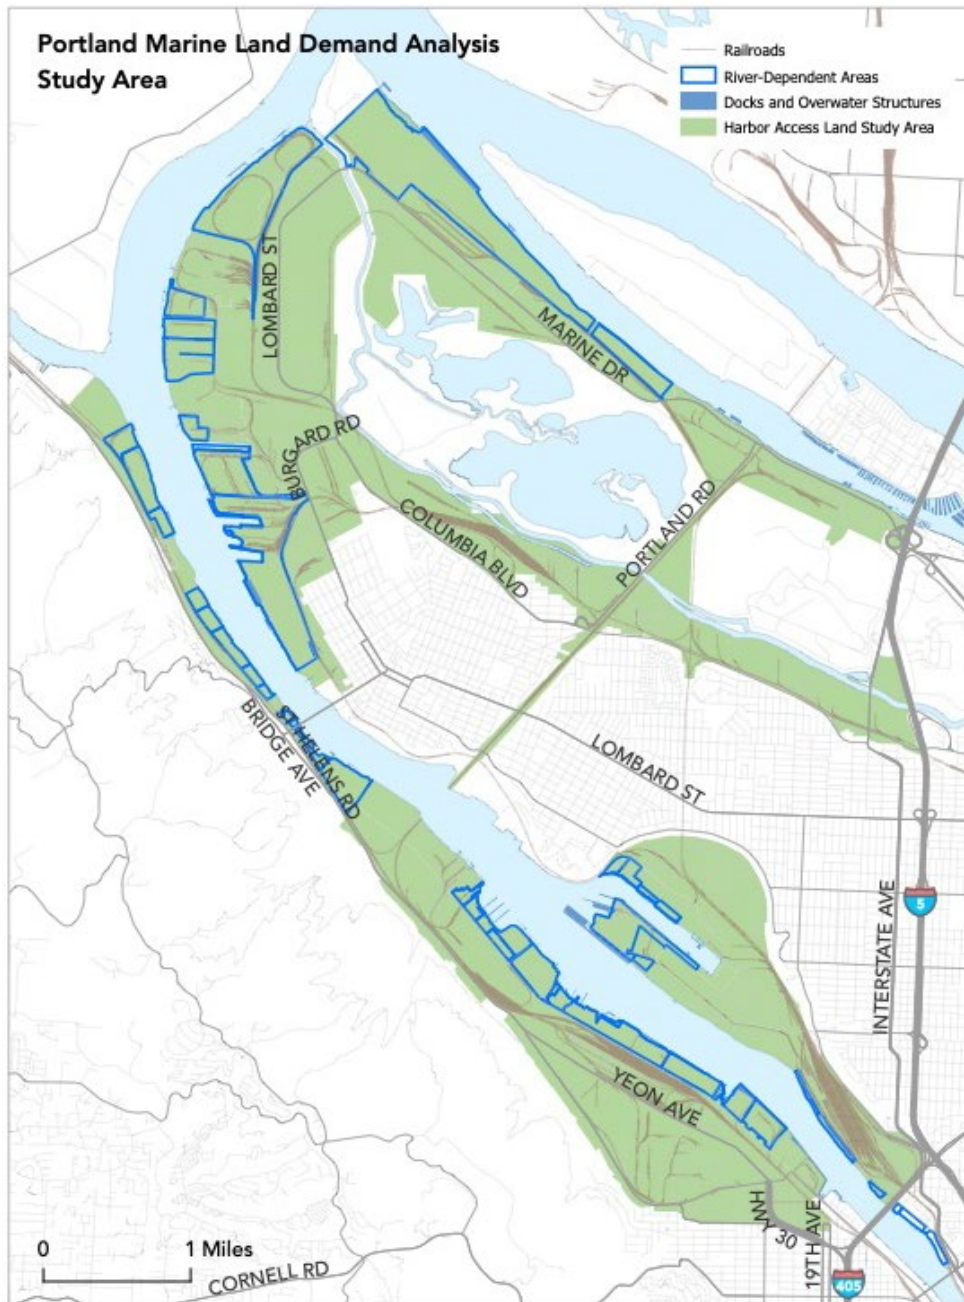 Portland Marine Land Demand Analysis
Study Area
Railroads
River-Dependent Areas
Docks and Overwater Structures
Harbor Access Land Study Area
LOMBARD ST
MARINE DR
BURGARD RD
COLUMBIA BLVD
PORTLAND RD
ST HELENS RD
BRIDGE AVE
LOMBARD ST
INTERSTATE AVE
5
YEON AVE
NW
Y 30
19TH AVE
405
0 1 Miles
CORNELL RD